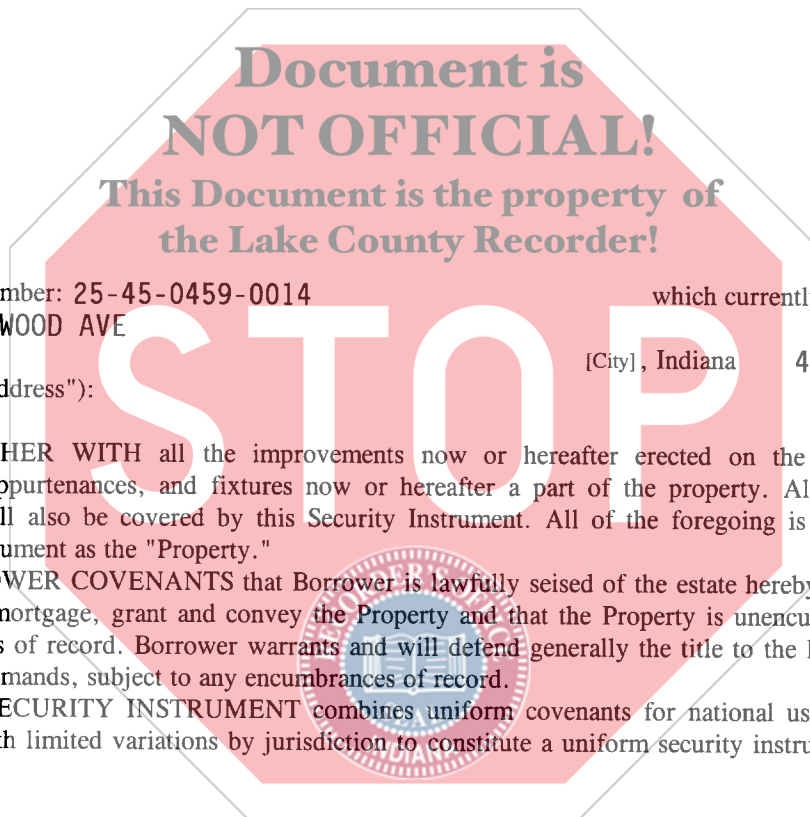 Document is
NOT OFFICIAL!
This Document is the property of
the Lake County Recorder!
mber: 25-45-0459-0014 which currentl
WOOD AVE
[City], Indiana 4
ddress"):
STOP
HER WITH all the improvements now or hereafter erected on the
ppurtenances, and fixtures now or hereafter a part of the property. Al
ll also be covered by this Security Instrument. All of the foregoing is
ument as the "Property."
OWER COVENANTS that Borrower is lawfully seised of the estate hereby
mortgage, grant and convey the Property and that the Property is unencu
s of record. Borrower warrants and will defend generally the title to the
mands, subject to any encumbrances of record.
ECURITY INSTRUMENT combines uniform covenants for national us
th limited variations by jurisdiction to constitute a uniform security instru
RECORDER'S OFFICE
SEAL
INDIANA